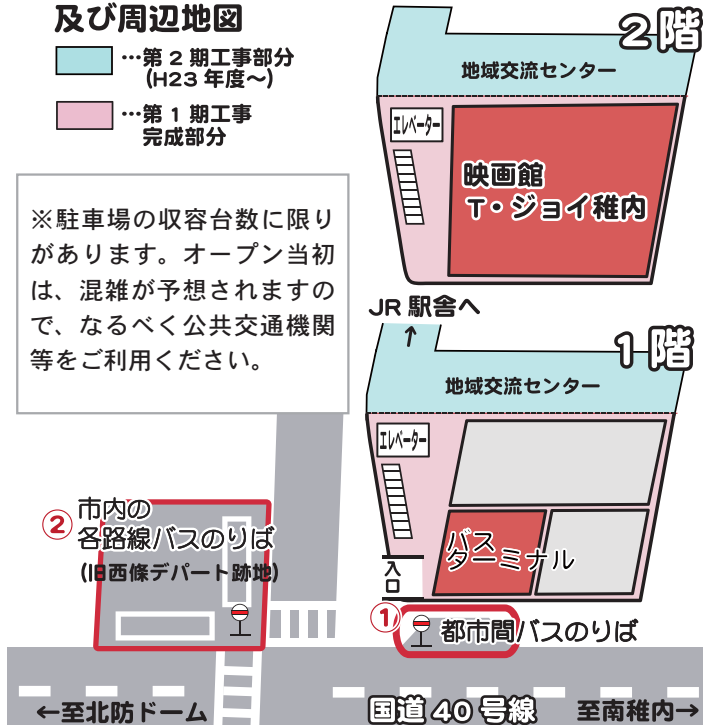 及び周辺地図
…第２期工事部分
(H23 年度～)
…第１期工事
完成部分
※駐車場の収容台数に限り
があります。オープン当初
は、混雑が予想されますの
で、なるべく公共交通機関
等をご利用ください。
２階
地域交流センター
エレベーター
映画館
T・ジョイ稚内
JR 駅舎へ
↑
１階
地域交流センター
エレベーター
バス
ターミナル
入口
① 都市間バスのりば
② 市内の
各路線バスのりば
(旧西條デパート跡地)
←至北防ドーム
国道 40 号線
至南稚内→